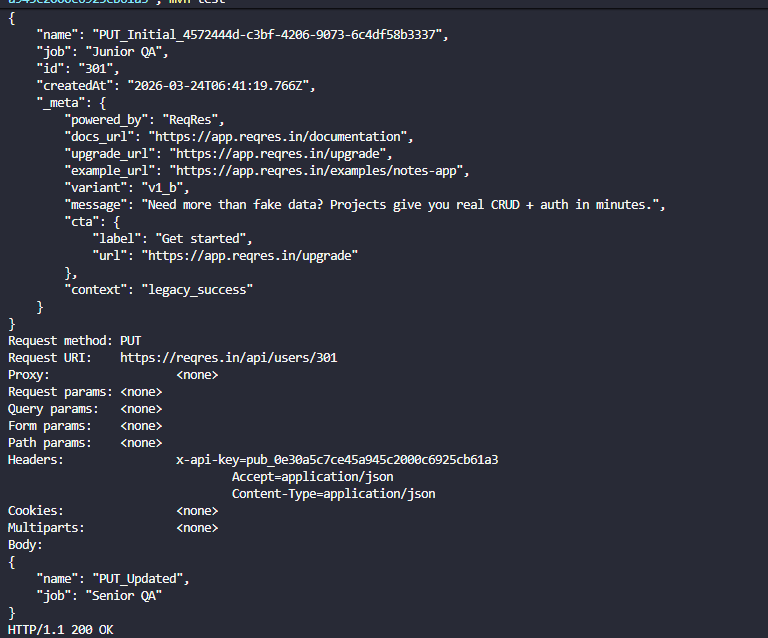 {
    "name": "PUT_Initial_4572444d-c3bf-4206-9073-6c4df58b3337",
    "job": "Junior QA",
    "id": "301",
    "createdAt": "2026-03-24T06:41:19.766Z",
    "_meta": {
        "powered_by": "ReqRes",
        "docs_url": "https://app.reqres.in/documentation",
        "upgrade_url": "https://app.reqres.in/upgrade",
        "example_url": "https://app.reqres.in/examples/notes-app",
        "variant": "v1_b",
        "message": "Need more than fake data? Projects give you real CRUD + auth in minutes.",
        "cta": {
            "label": "Get started",
            "url": "https://app.reqres.in/upgrade"
        },
        "context": "legacy_success"
    }
}
Request method: PUT
Request URI:    https://reqres.in/api/users/301
Proxy:                  <none>
Request params: <none>
Query params:   <none>
Form params:    <none>
Path params:    <none>
Headers:                x-api-key=pub_0e30a5c7ce45a945c2000c6925cb61a3
                                Accept=application/json
                                Content-Type=application/json
Cookies:                <none>
Multiparts:             <none>
Body:
{
    "name": "PUT_Updated",
    "job": "Senior QA"
}
HTTP/1.1 200 OK